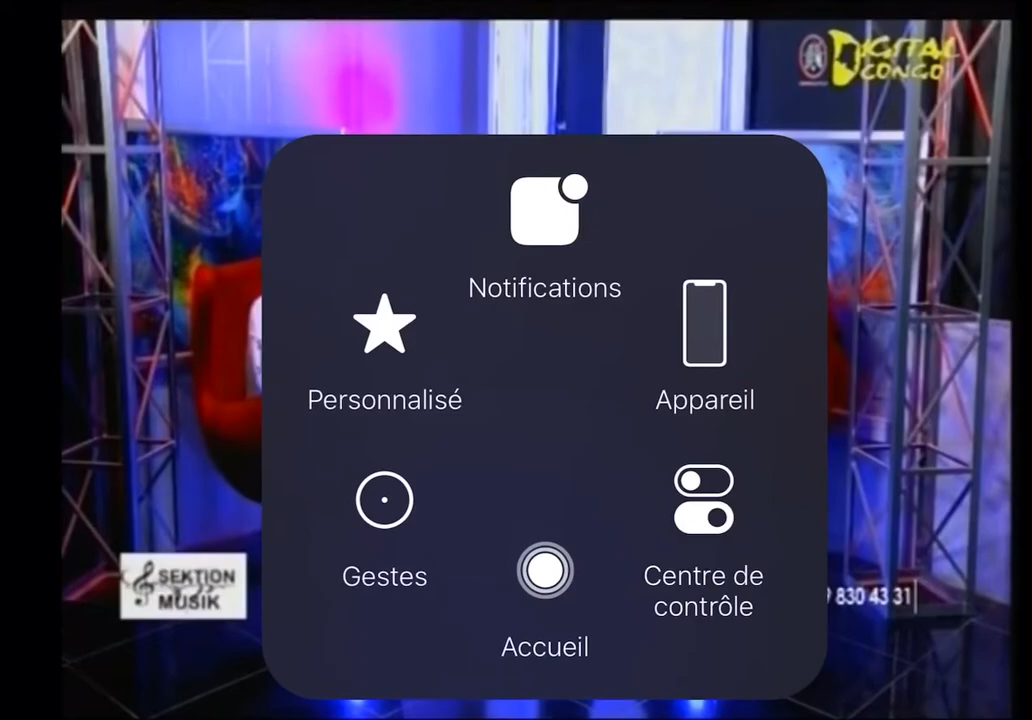 DIGITAL
CONGO
Notifications
Personnalisé
Appareil
Gestes
Centre de
contrôle
Accueil
SEKTION
MUSIK
830 43 31